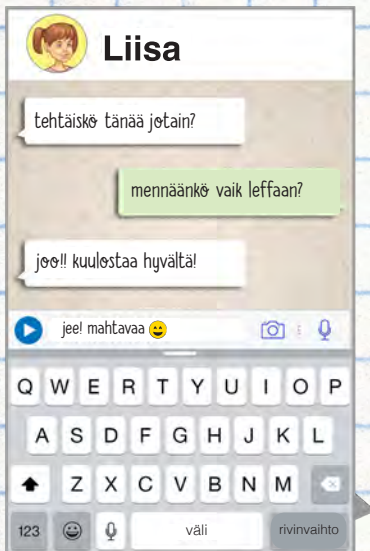 Liisa
tehtäiskö tänää jotain?
mennäänkö vaik leffaan?
joo!! kuulostaa hyvältä!
jee! mahtavaa 😄
Q W E R T Y U I O P
A S D F G H J K L
Z X C V B N M
123 väli rivinvaihto